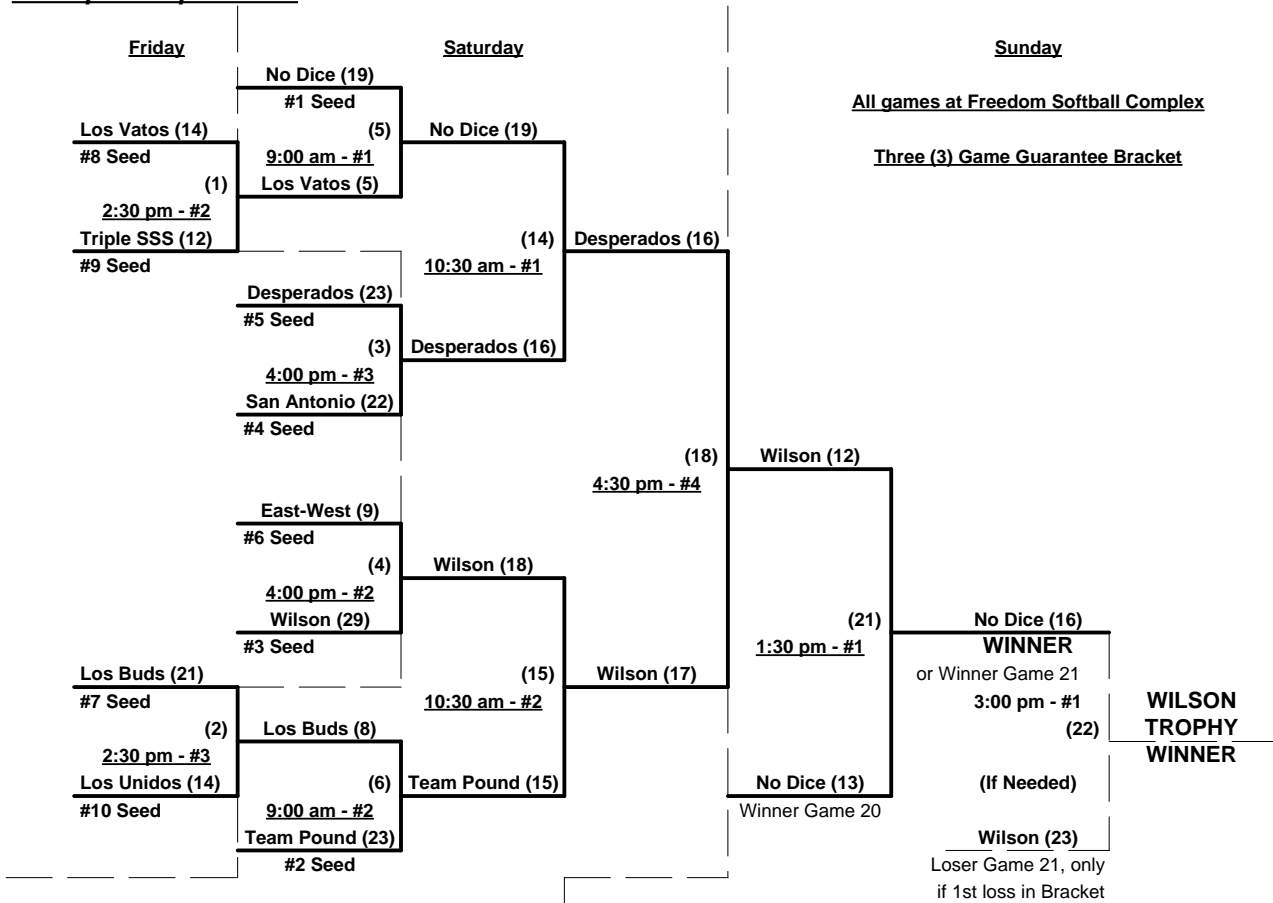 Friday
Saturday
Sunday
No Dice (19)
#1 Seed
All games at Freedom Softball Complex
Los Vatos (14)
(5)
No Dice (19)
#8 Seed
9:00 am - #1
Three (3) Game Guarantee Bracket
(1)
Los Vatos (5)
2:30 pm - #2
Triple SSS (12)
(14)
Desperados (16)
#9 Seed
10:30 am - #1
Desperados (23)
#5 Seed
(3)
Desperados (16)
4:00 pm - #3
San Antonio (22)
#4 Seed
(18)
Wilson (12)
4:30 pm - #4
East-West (9)
#6 Seed
(4)
Wilson (18)
4:00 pm - #2
Wilson (29)
(21)
No Dice (16)
#3 Seed
1:30 pm - #1
WINNER
Los Buds (21)
(15)
Wilson (17)
or Winner Game 21
#7 Seed
10:30 am - #2
3:00 pm - #1
WILSON
(2)
Los Buds (8)
(22)
TROPHY
2:30 pm - #3
WINNER
Los Unidos (14)
(6)
Team Pound (15)
No Dice (13)
(If Needed)
#10 Seed
9:00 am - #2
Winner Game 20
Team Pound (23)
Wilson (23)
#2 Seed
Loser Game 21, only
if 1st loss in Bracket